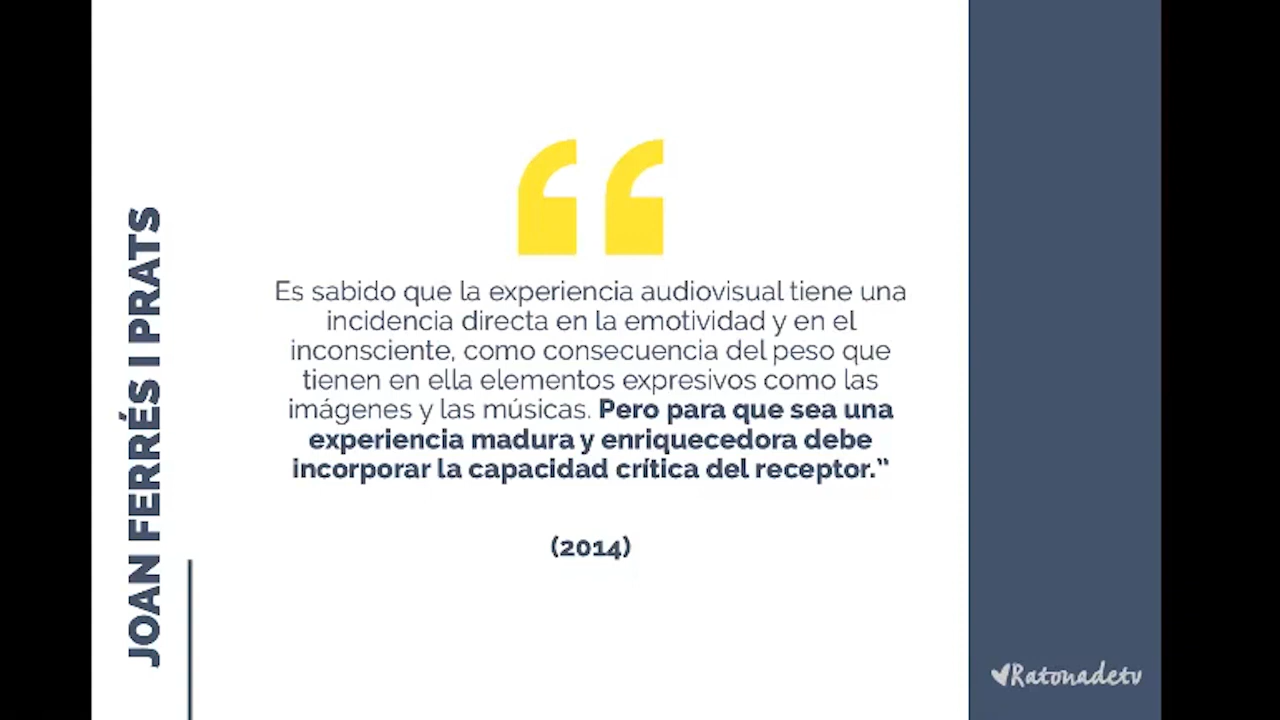 JOAN FERRÉS I PRATS
“
Es sabido que la experiencia audiovisual tiene una
incidencia directa en la emotividad y en el
inconsciente, como consecuencia del peso que
tienen en ella elementos expresivos como las
imágenes y las músicas. Pero para que sea una
experiencia madura y enriquecedora debe
incorporar la capacidad crítica del receptor.”
(2014)
Ratonadetv